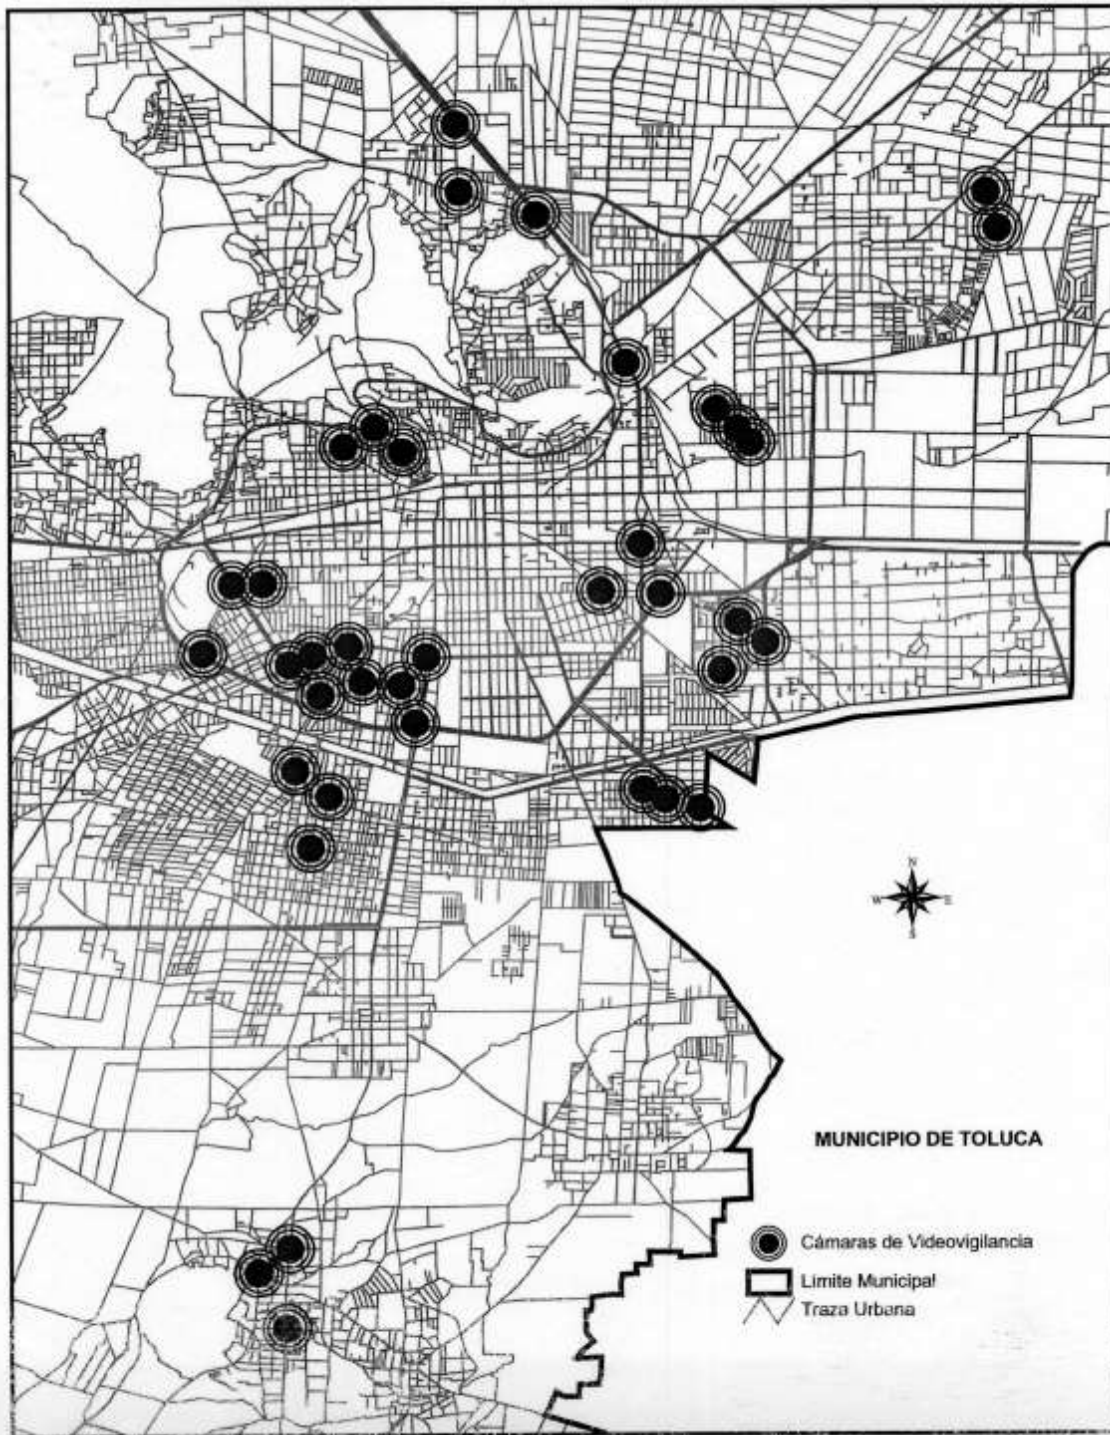 N
W E
S
MUNICIPIO DE TOLUCA
Cámaras de Videovigilancia
Límite Municipal
Traza Urbana